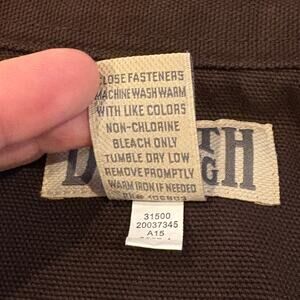 CLOSE FASTENERS
MACHINE WASH WARM
WITH LIKE COLORS
NON-CHLORINE
BLEACH ONLY
TUMBLE DRY LOW
REMOVE PROMPTLY
WARM IRON IF NEEDED
31500
20037345
A15